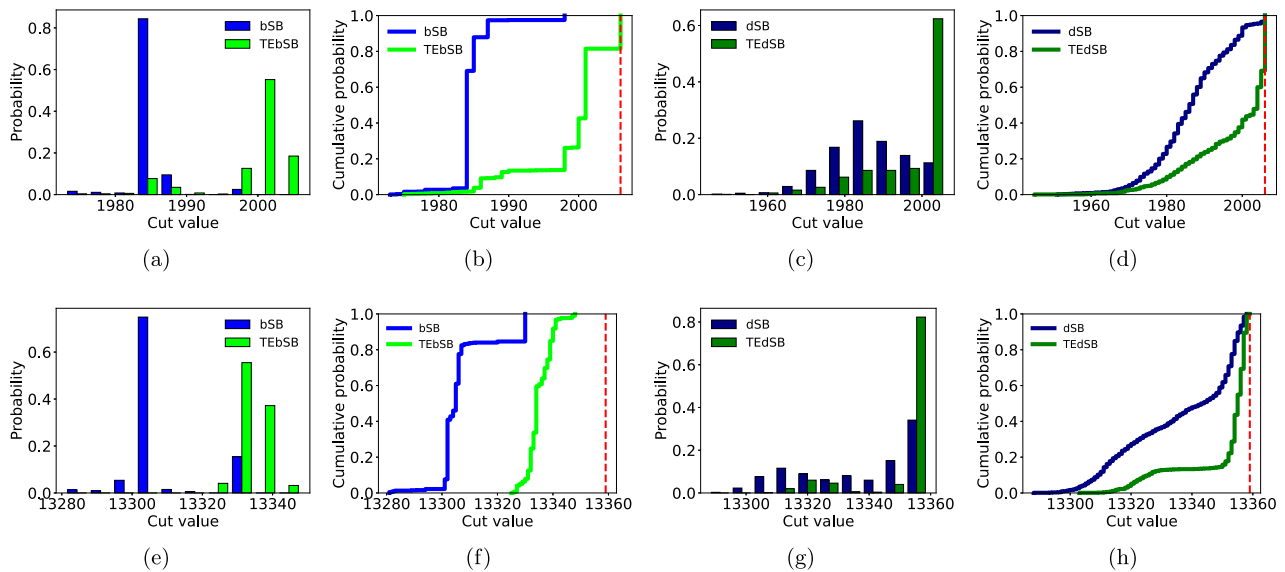 0.8
0.6
0.4
0.2
0.0
Probability
bSB
TEbSB
1980 1990 2000
Cut value
(a)
1.0
0.8
0.6
0.4
0.2
0.0
Cumulative probability
bSB
TEbSB
1980 1990 2000
Cut value
(b)
0.6
0.4
0.2
0.0
Probability
dSB
TEdSB
1960 1980 2000
Cut value
(c)
1.0
0.8
0.6
0.4
0.2
0.0
Cumulative probability
dSB
TEdSB
1960 1980 2000
Cut value
(d)
0.6
0.4
0.2
0.0
Probability
bSB
TEbSB
13280 13300 13320 13340
Cut value
(e)
1.0
0.8
0.6
0.4
0.2
0.0
Cumulative probability
bSB
TEbSB
13280 13300 13320 13340 13360
Cut value
(f)
0.8
0.6
0.4
0.2
0.0
Probability
dSB
TEdSB
13300 13320 13340 13360
Cut value
(g)
1.0
0.8
0.6
0.4
0.2
0.0
Cumulative probability
dSB
TEdSB
13300 13320 13340 13360
Cut value
(h)